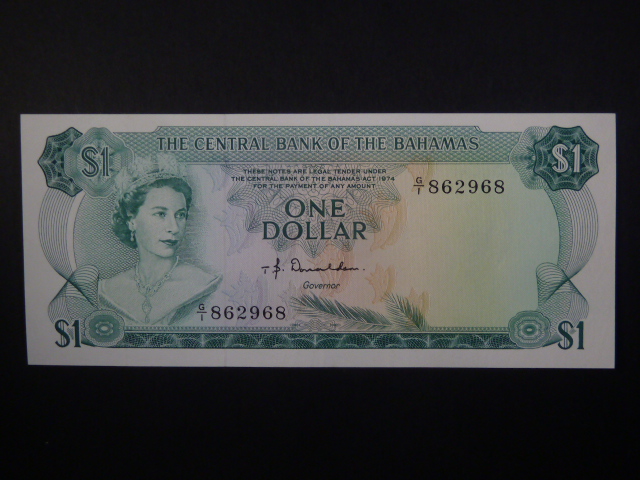 THE CENTRAL BANK OF THE BAHAMAS
$1
$1
THESE NOTES ARE LEGAL TENDER UNDER
THE CENTRAL BANK OF THE BAHAMAS ACT 1974
FOR THE PAYMENT OF ANY AMOUNT
G/1 862968
ONE
DOLLAR
T. B. Donaldson.
Governor
G/1 862968
$1
$1